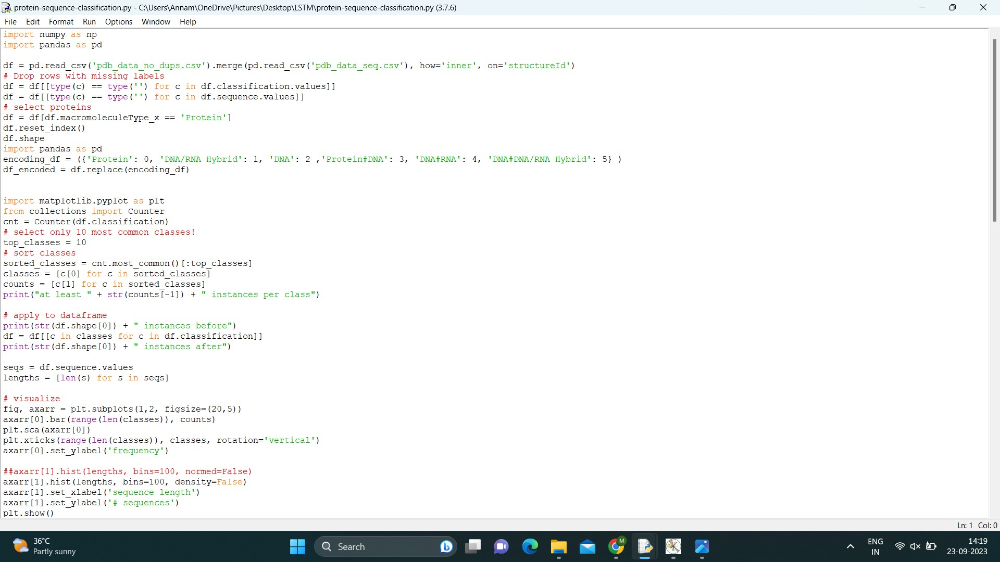 protein-sequence-classification.py - C:\Users\Annam\OneDrive\Pictures\Desktop\LSTM\protein-sequence-classification.py (3.7.6)
File Edit Format Run Options Window Help
import numpy as np
import pandas as pd

df = pd.read_csv('pdb_data_no_dups.csv').merge(pd.read_csv('pdb_data_seq.csv'), how='inner', on='structureId')
# Drop rows with missing labels
df = df[[type(c) == type('') for c in df.classification.values]]
df = df[[type(c) == type('') for c in df.sequence.values]]
# select proteins
df = df[df.macromoleculeType_x == 'Protein']
df.reset_index()
df.shape
import pandas as pd
encoding_df = ({'Protein': 0, 'DNA/RNA Hybrid': 1, 'DNA': 2 ,'Protein#DNA': 3, 'DNA#RNA': 4, 'DNA#DNA/RNA Hybrid': 5} )
df_encoded = df.replace(encoding_df)

import matplotlib.pyplot as plt
from collections import Counter
cnt = Counter(df.classification)
# select only 10 most common classes!
top_classes = 10
# sort classes
sorted_classes = cnt.most_common()[:top_classes]
classes = [c[0] for c in sorted_classes]
counts = [c[1] for c in sorted_classes]
print("at least " + str(counts[-1]) + " instances per class")

# apply to dataframe
print(str(df.shape[0]) + " instances before")
df = df[[c in classes for c in df.classification]]
print(str(df.shape[0]) + " instances after")

seqs = df.sequence.values
lengths = [len(s) for s in seqs]

# visualize
fig, axarr = plt.subplots(1,2, figsize=(20,5))
axarr[0].bar(range(len(classes)), counts)
plt.sca(axarr[0])
plt.xticks(range(len(classes)), classes, rotation='vertical')
axarr[0].set_ylabel('frequency')

##axarr[1].hist(lengths, bins=100, normed=False)
axarr[1].hist(lengths, bins=100, density=False)
axarr[1].set_xlabel('sequence length')
axarr[1].set_ylabel('# sequences')
plt.show()
Ln: 1 Col: 0
36°C
Partly sunny
Search
M
ENG
IN
14:19
23-09-2023